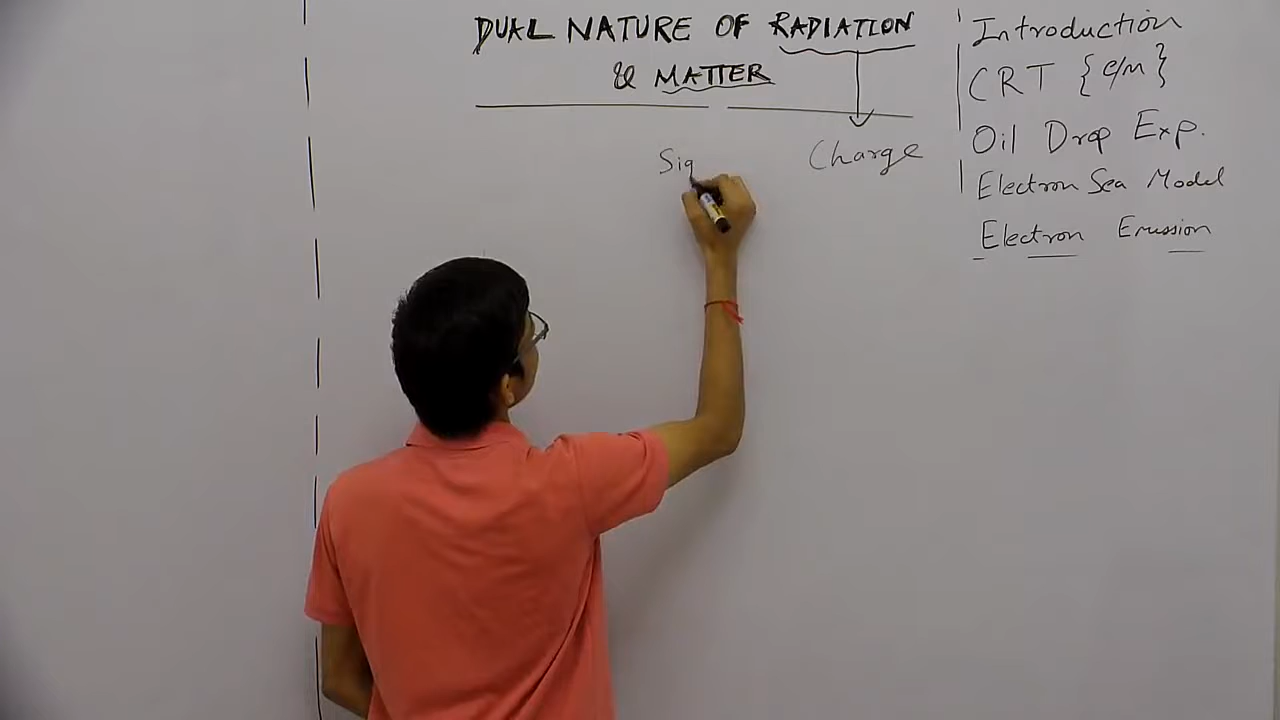 DUAL NATURE OF RADIATION
& MATTER
Sig
Charge
Introduction
CRT {e/m}
Oil Drop Exp.
Electron Sea Model
Electron Emission